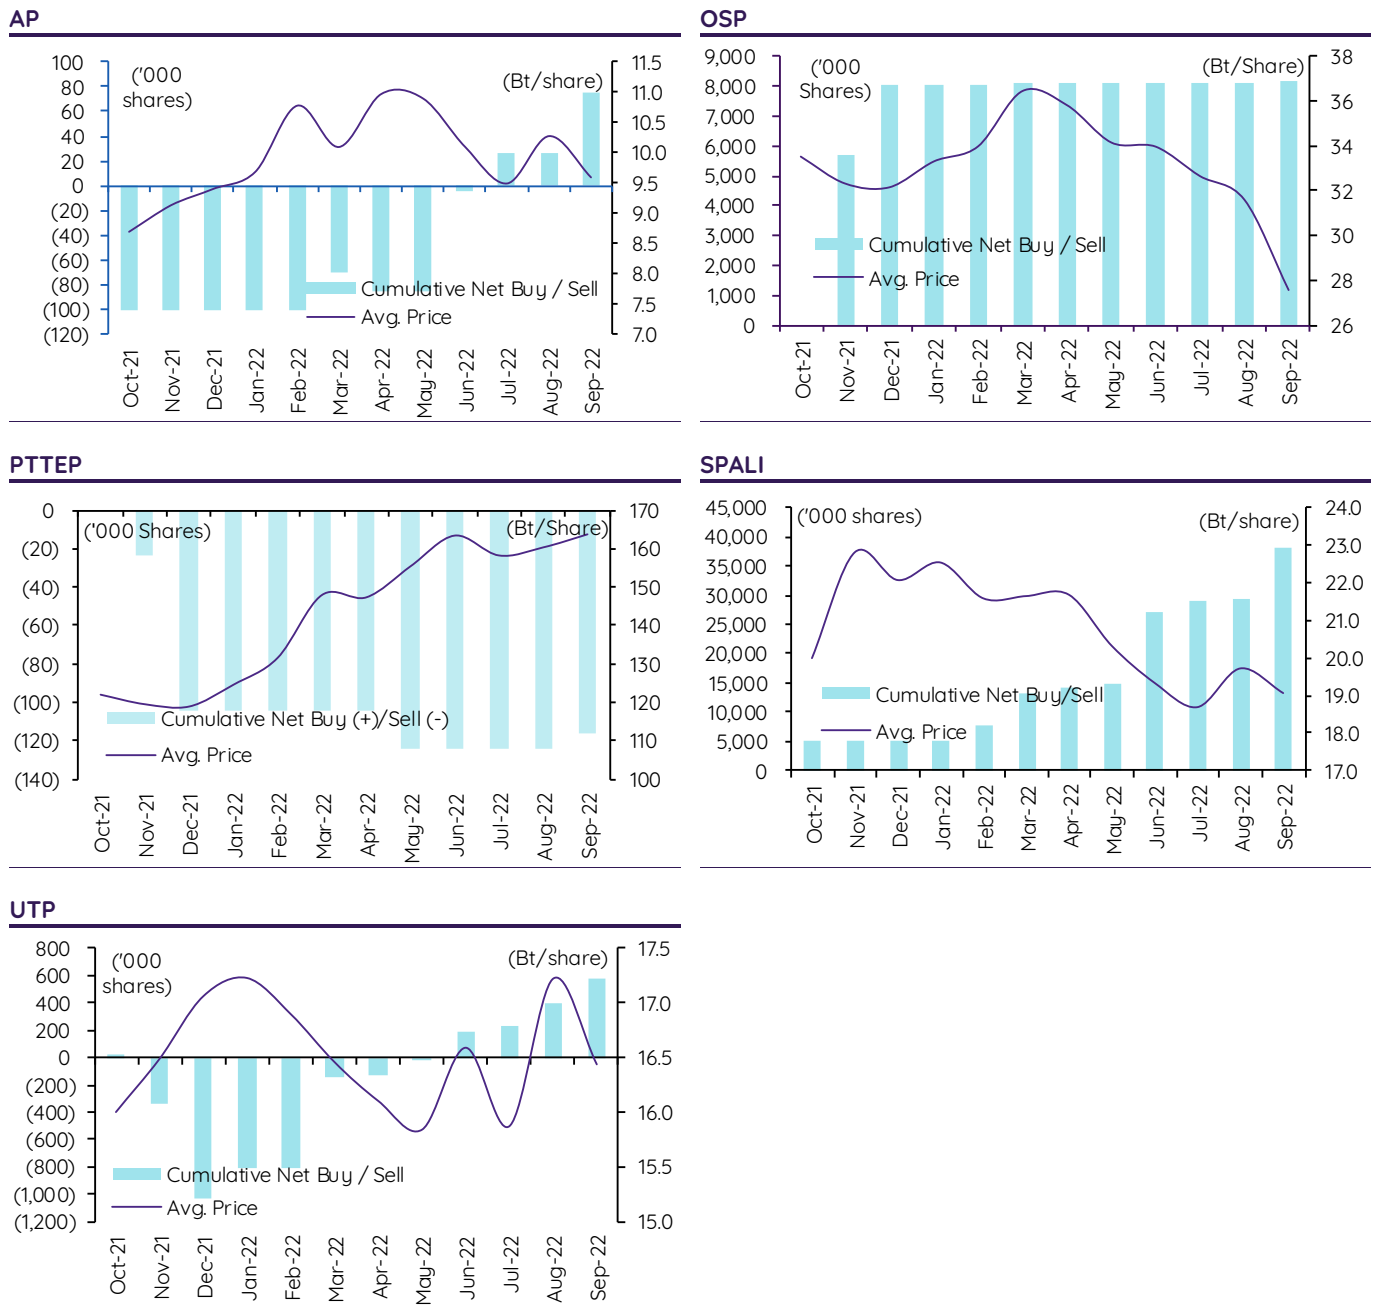 AP
('000
shares)
(Bt/share)
100
80
60
40
20
0
(20)
(40)
(60)
(80)
(100)
(120)
11.5
11.0
10.5
10.0
9.5
9.0
8.5
8.0
7.5
7.0
Cumulative Net Buy / Sell
Avg. Price
Oct-21
Nov-21
Dec-21
Jan-22
Feb-22
Mar-22
Apr-22
May-22
Jun-22
Jul-22
Aug-22
Sep-22
OSP
('000
Shares)
(Bt/Share)
9,000
8,000
7,000
6,000
5,000
4,000
3,000
2,000
1,000
0
38
36
34
32
30
28
26
Cumulative Net Buy / Sell
Avg. Price
Oct-21
Nov-21
Dec-21
Jan-22
Feb-22
Mar-22
Apr-22
May-22
Jun-22
Jul-22
Aug-22
Sep-22
PTTEP
('000 Shares)
(Bt/Share)
0
(20)
(40)
(60)
(80)
(100)
(120)
(140)
170
160
150
140
130
120
110
100
Cumulative Net Buy (+)/Sell (-)
Avg. Price
Oct-21
Nov-21
Dec-21
Jan-22
Feb-22
Mar-22
Apr-22
May-22
Jun-22
Jul-22
Aug-22
Sep-22
SPALI
('000 shares)
(Bt/share)
45,000
40,000
35,000
30,000
25,000
20,000
15,000
10,000
5,000
0
24.0
23.0
22.0
21.0
20.0
19.0
18.0
17.0
Cumulative Net Buy/Sell
Avg. Price
Oct-21
Nov-21
Dec-21
Jan-22
Feb-22
Mar-22
Apr-22
May-22
Jun-22
Jul-22
Aug-22
Sep-22
UTP
('000
shares)
(Bt/share)
800
600
400
200
0
(200)
(400)
(600)
(800)
(1,000)
(1,200)
17.5
17.0
16.5
16.0
15.5
15.0
Cumulative Net Buy / Sell
Avg. Price
Oct-21
Nov-21
Dec-21
Jan-22
Feb-22
Mar-22
Apr-22
May-22
Jun-22
Jul-22
Aug-22
Sep-22